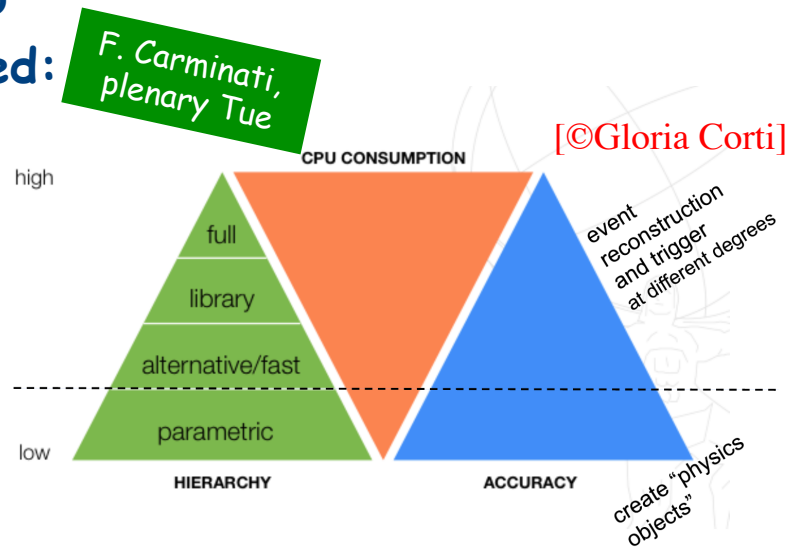 ed:
F. Carminati,
plenary Tue
[©Gloria Corti]
CPU CONSUMPTION
high
full
library
alternative/fast
parametric
low
HIERARCHY
ACCURACY
event
reconstruction
and trigger
at different degrees
create “physics
objects”